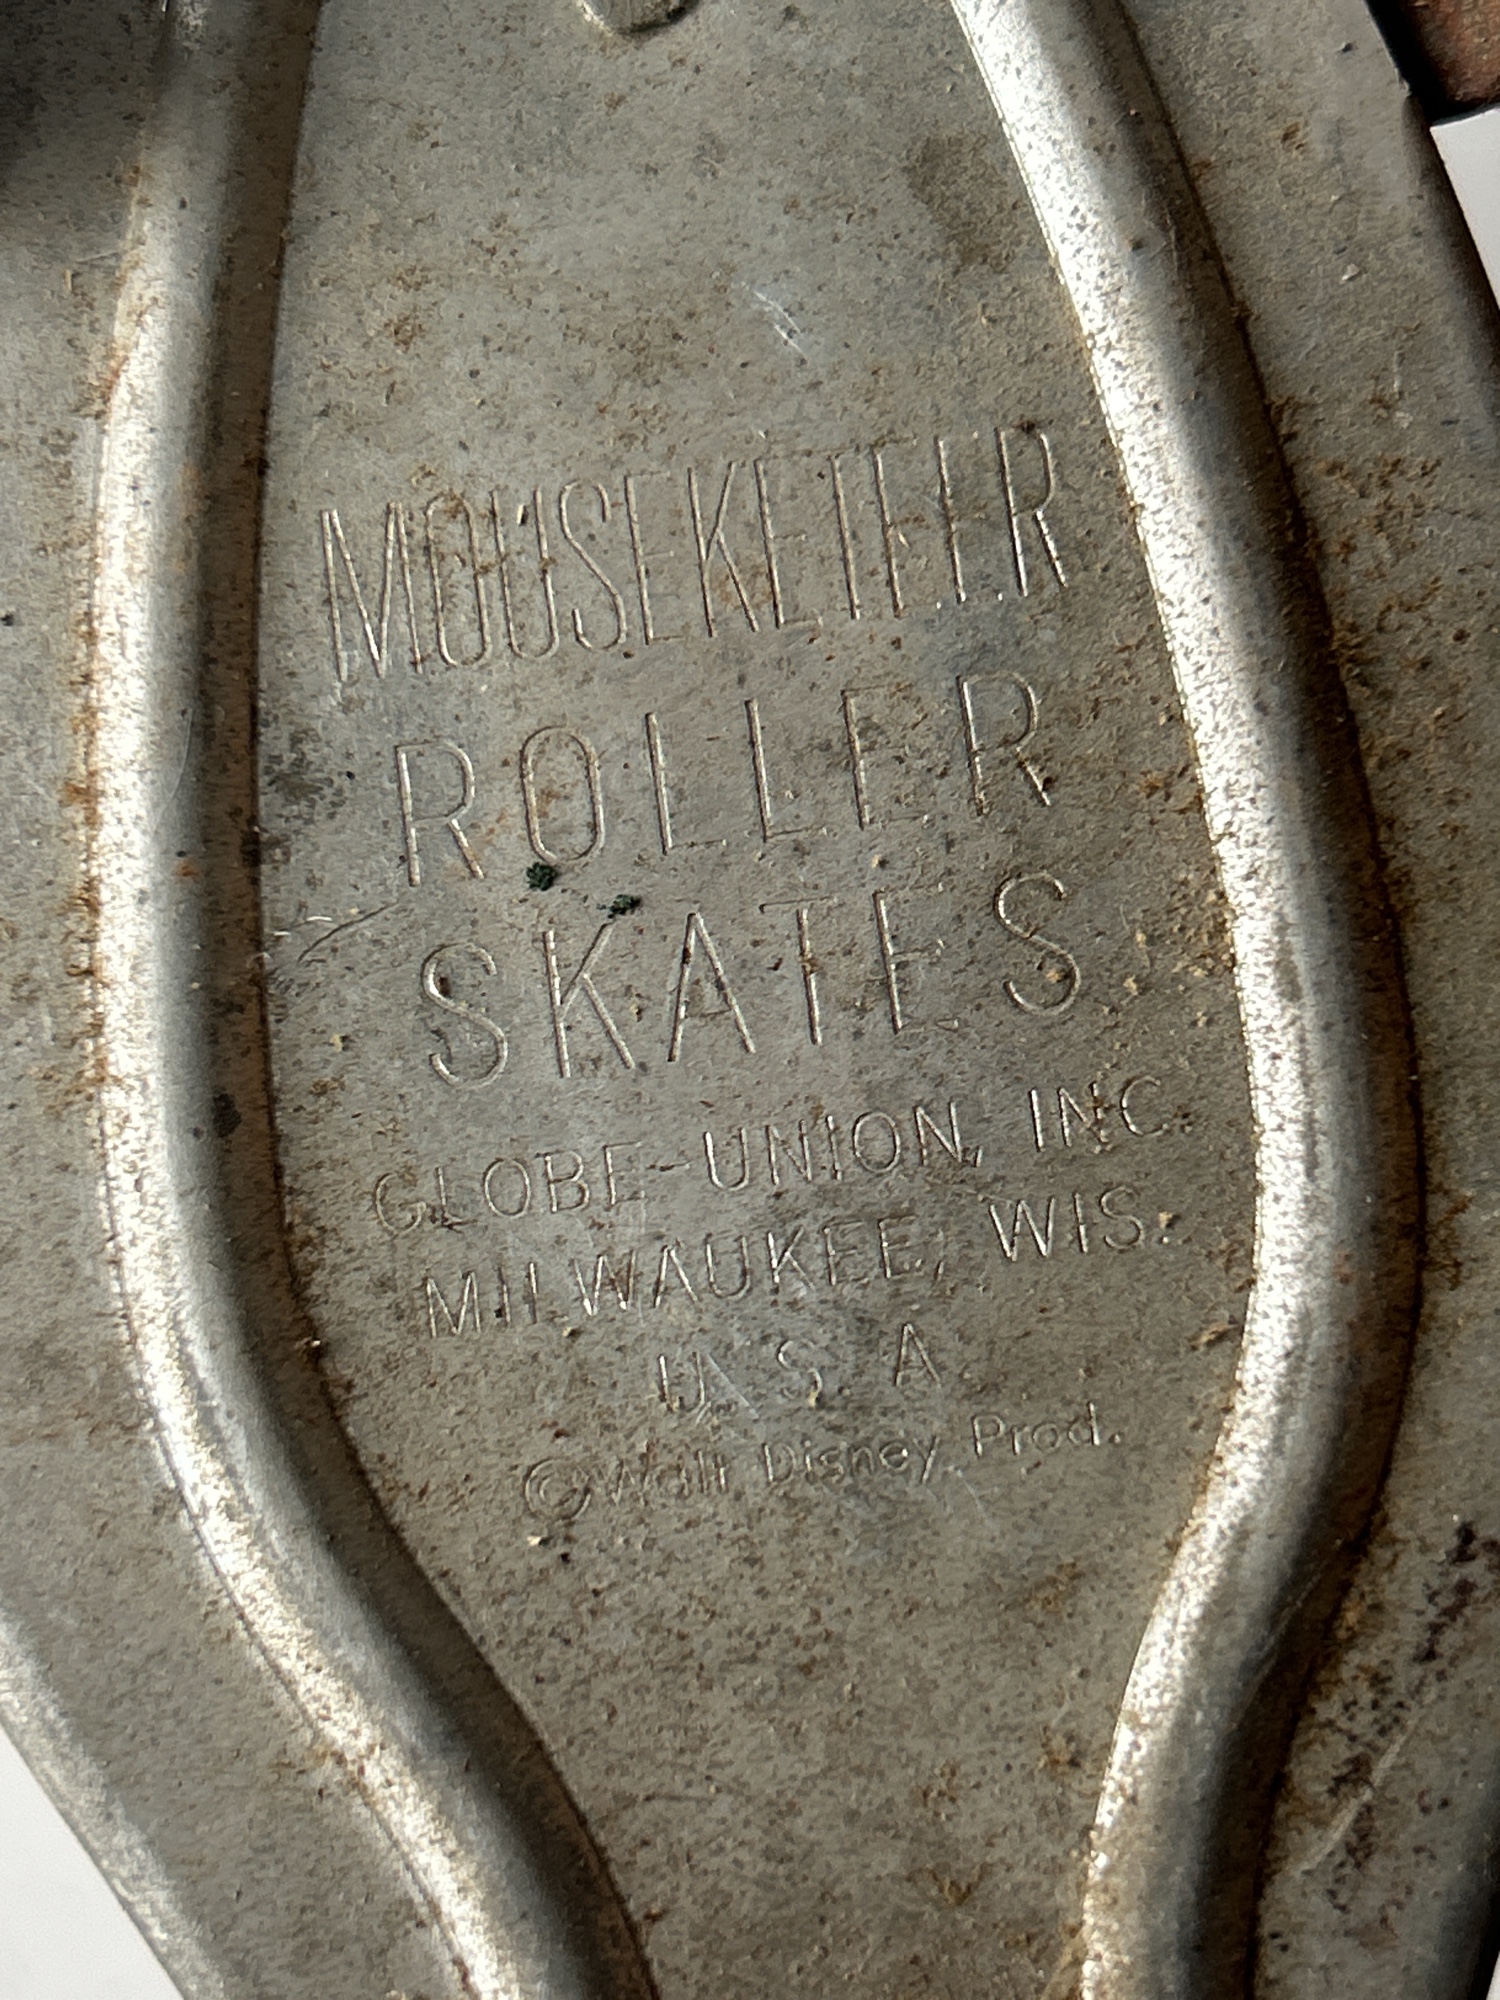 MOUSEKETEER
ROLLER
SKATES
GLOBE-UNION, INC.
MILWAUKEE, WIS.
U. S. A
©Walt Disney Prod.